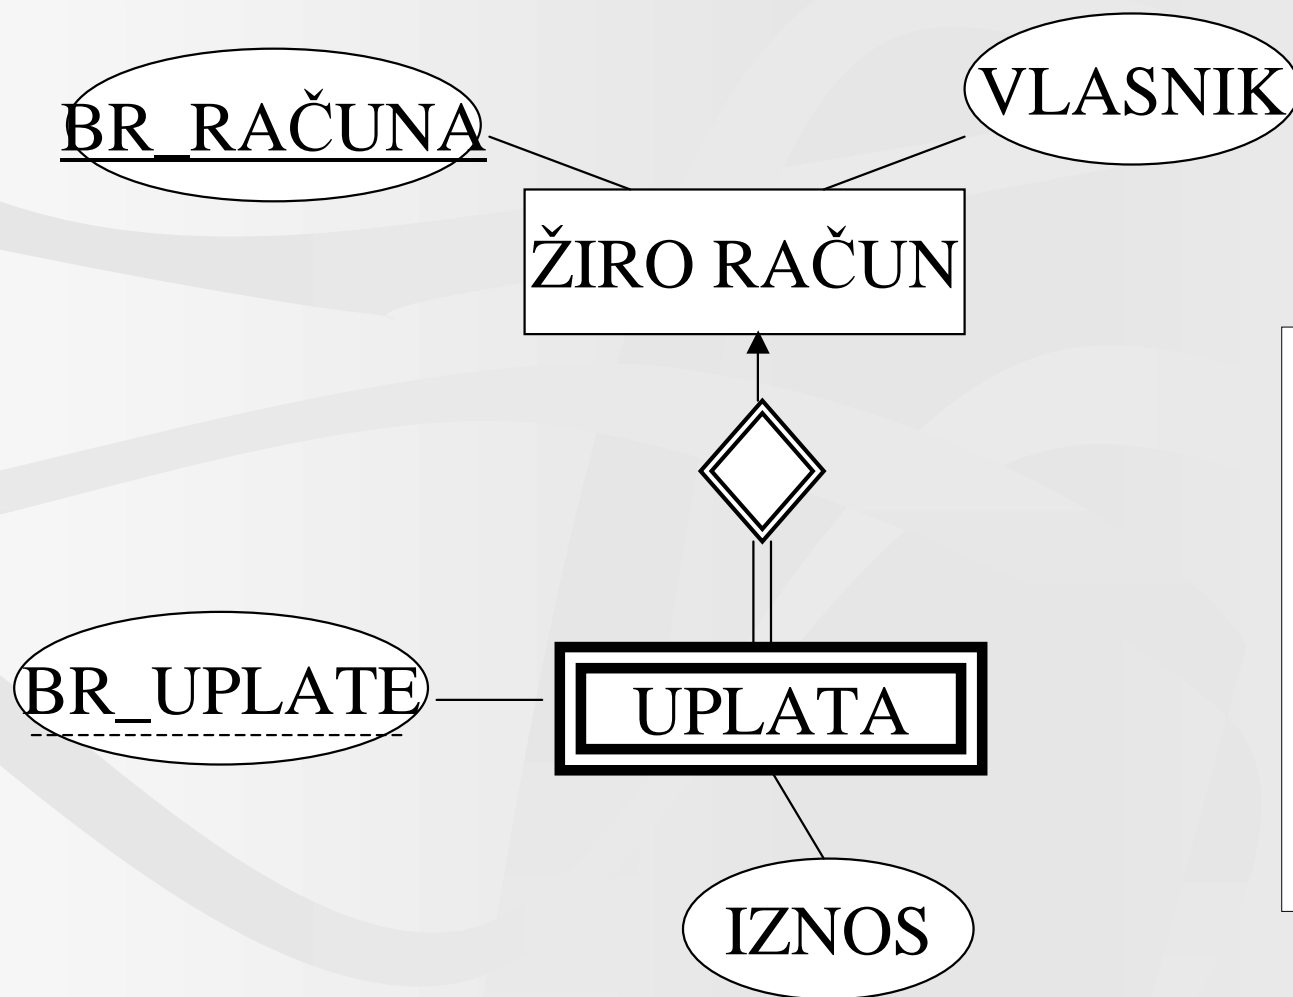 BR_RAČUNA
VLASNIK
ŽIRO RAČUN
BR_UPLATE
UPLATA
IZNOS